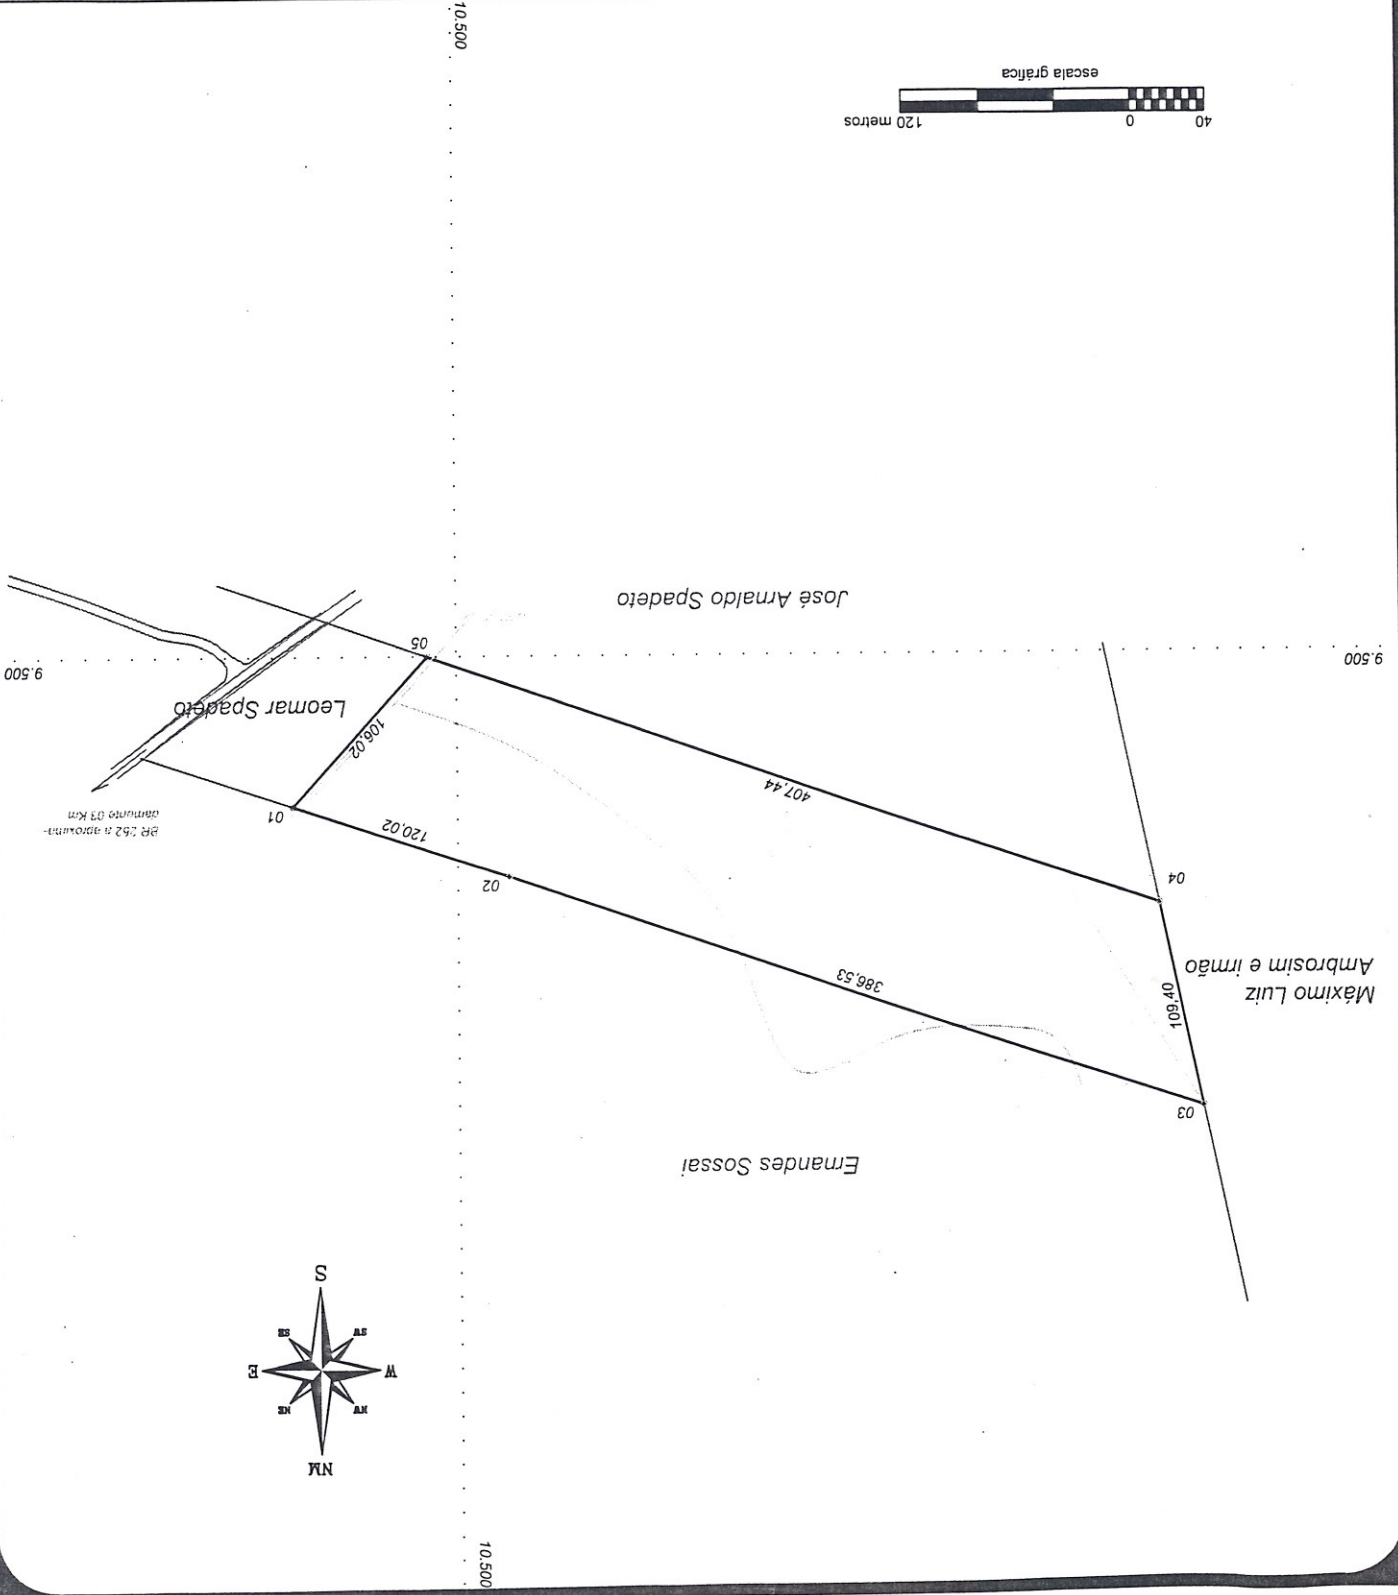 10.500
NM
NW
NE
W
E
SW
SE
S
Ernandes Sossai
03
Máximo Luiz
Ambrosim e irmão
109,40
386,53
04
02
120,02
01
BR 262 a aproxima-
damente 03 Km
407,44
106,02
Leomar Spadeto
9.500
9.500
05
José Arnaldo Spadeto
40
0
120 metros
escala gráfica
10.500